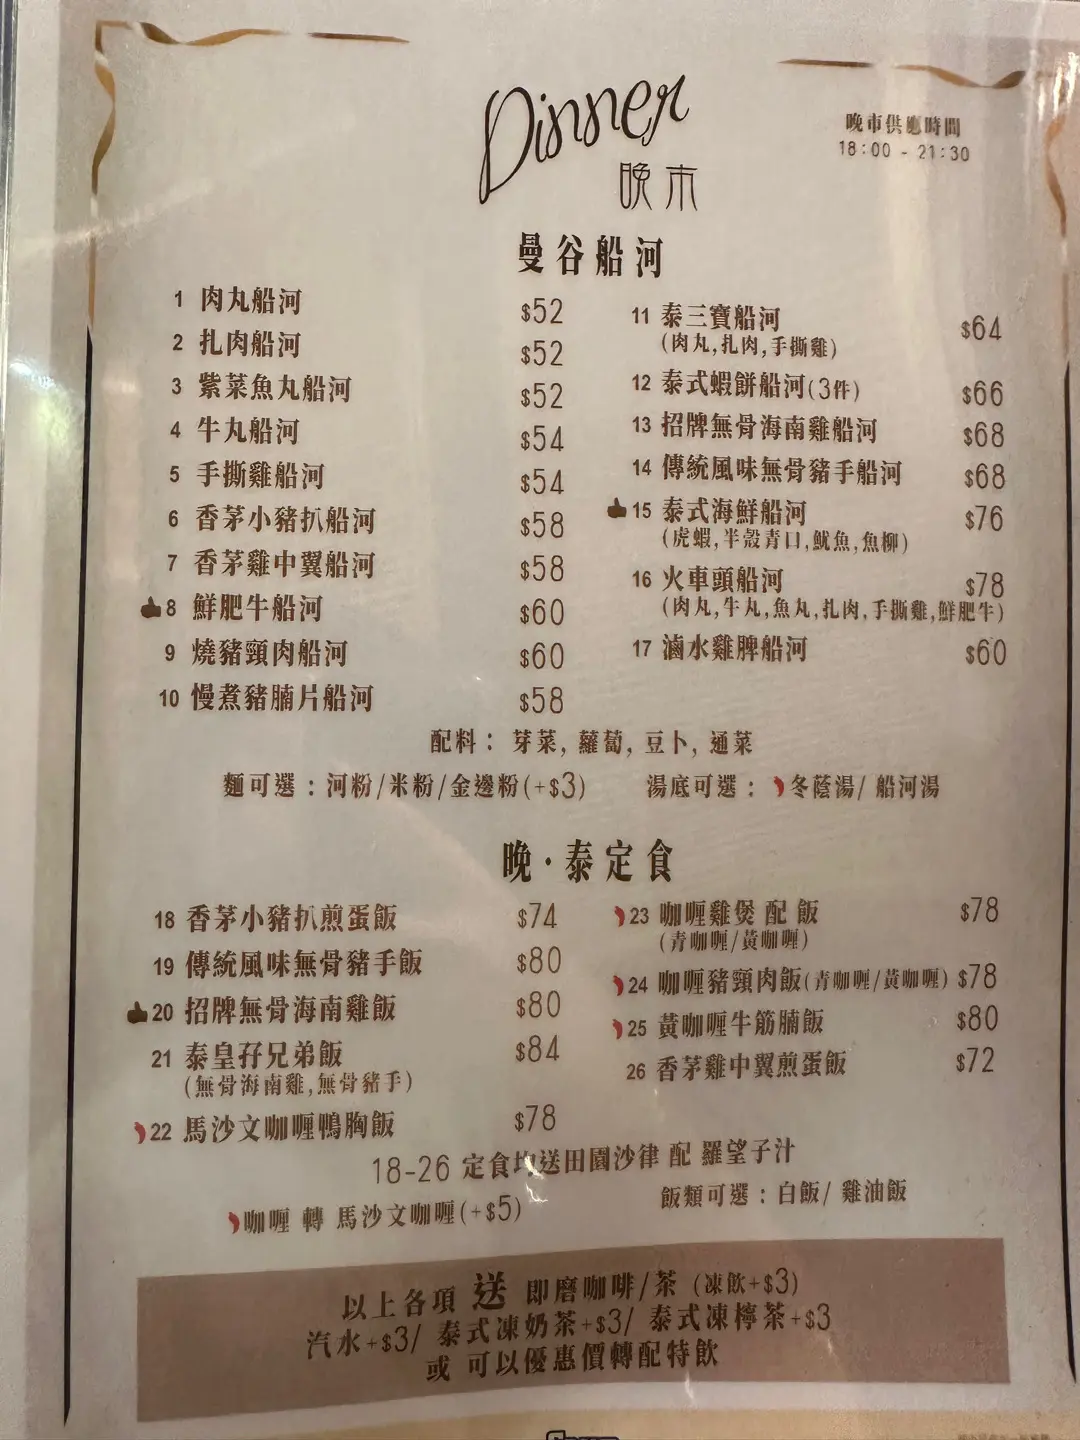 Dinner
晚市
晚市供應時間
18:00 - 21:30
曼谷船河
1 肉丸船河 $52
2 扎肉船河 $52
3 紫菜魚丸船河 $52
4 牛丸船河 $54
5 手撕雞船河 $54
6 香茅小豬扒船河 $58
7 香茅雞中翼船河 $58
8 鮮肥牛船河 $60
9 燒豬頸肉船河 $60
10 慢煮豬腩片船河 $58
11 泰三寶船河 $64
(肉丸,扎肉,手撕雞)
12 泰式蝦餅船河(3件) $66
13 招牌無骨海南雞船河 $68
14 傳統風味無骨豬手船河 $68
15 泰式海鮮船河 $76
(虎蝦,半殼青口,魷魚,魚柳)
16 火車頭船河 $78
(肉丸,牛丸,魚丸,扎肉,手撕雞,鮮肥牛)
17 滷水雞脾船河 $60
配料： 芽菜, 蘿蔔, 豆卜, 通菜
麵可選：河粉/米粉/金邊粉(+$3) 湯底可選： 冬蔭湯/ 船河湯
晚·泰定食
18 香茅小豬扒煎蛋飯 $74
19 傳統風味無骨豬手飯 $80
20 招牌無骨海南雞飯 $80
21 泰皇孖兄弟飯 $84
(無骨海南雞,無骨豬手)
22 馬沙文咖喱鴨胸飯 $78
23 咖喱雞煲 配 飯 $78
(青咖喱/黃咖喱)
24 咖喱豬頸肉飯(青咖喱/黃咖喱) $78
25 黃咖喱牛筋腩飯 $80
26 香茅雞中翼煎蛋飯 $72
18-26 定食均送田園沙律 配 羅望子汁
咖喱 轉 馬沙文咖喱(+$5) 飯類可選：白飯/ 雞油飯
以上各項 送 即磨咖啡/茶 (凍飲+$3)
汽水+$3/ 泰式凍奶茶+$3/ 泰式凍檸茶+$3
或 可以優惠價轉配特飲